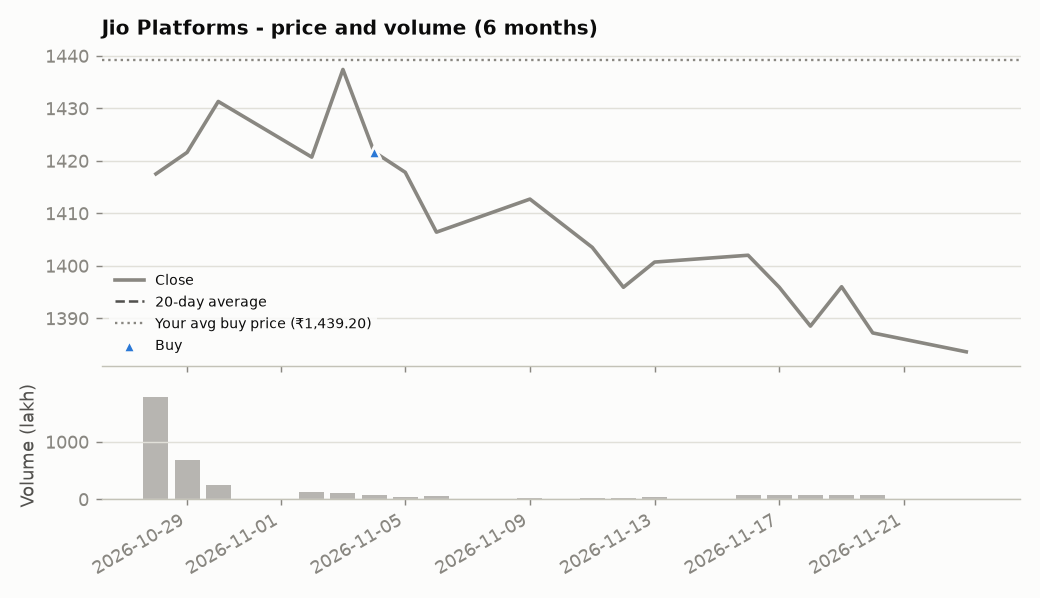 Jio Platforms - price and volume (6 months)
1440
1430
1420
1410
1400
1390
Close
20-day average
Your avg buy price (₹1,439.20)
Buy
Volume (lakh)
1000
0
2026-10-29
2026-11-01
2026-11-05
2026-11-09
2026-11-13
2026-11-17
2026-11-21